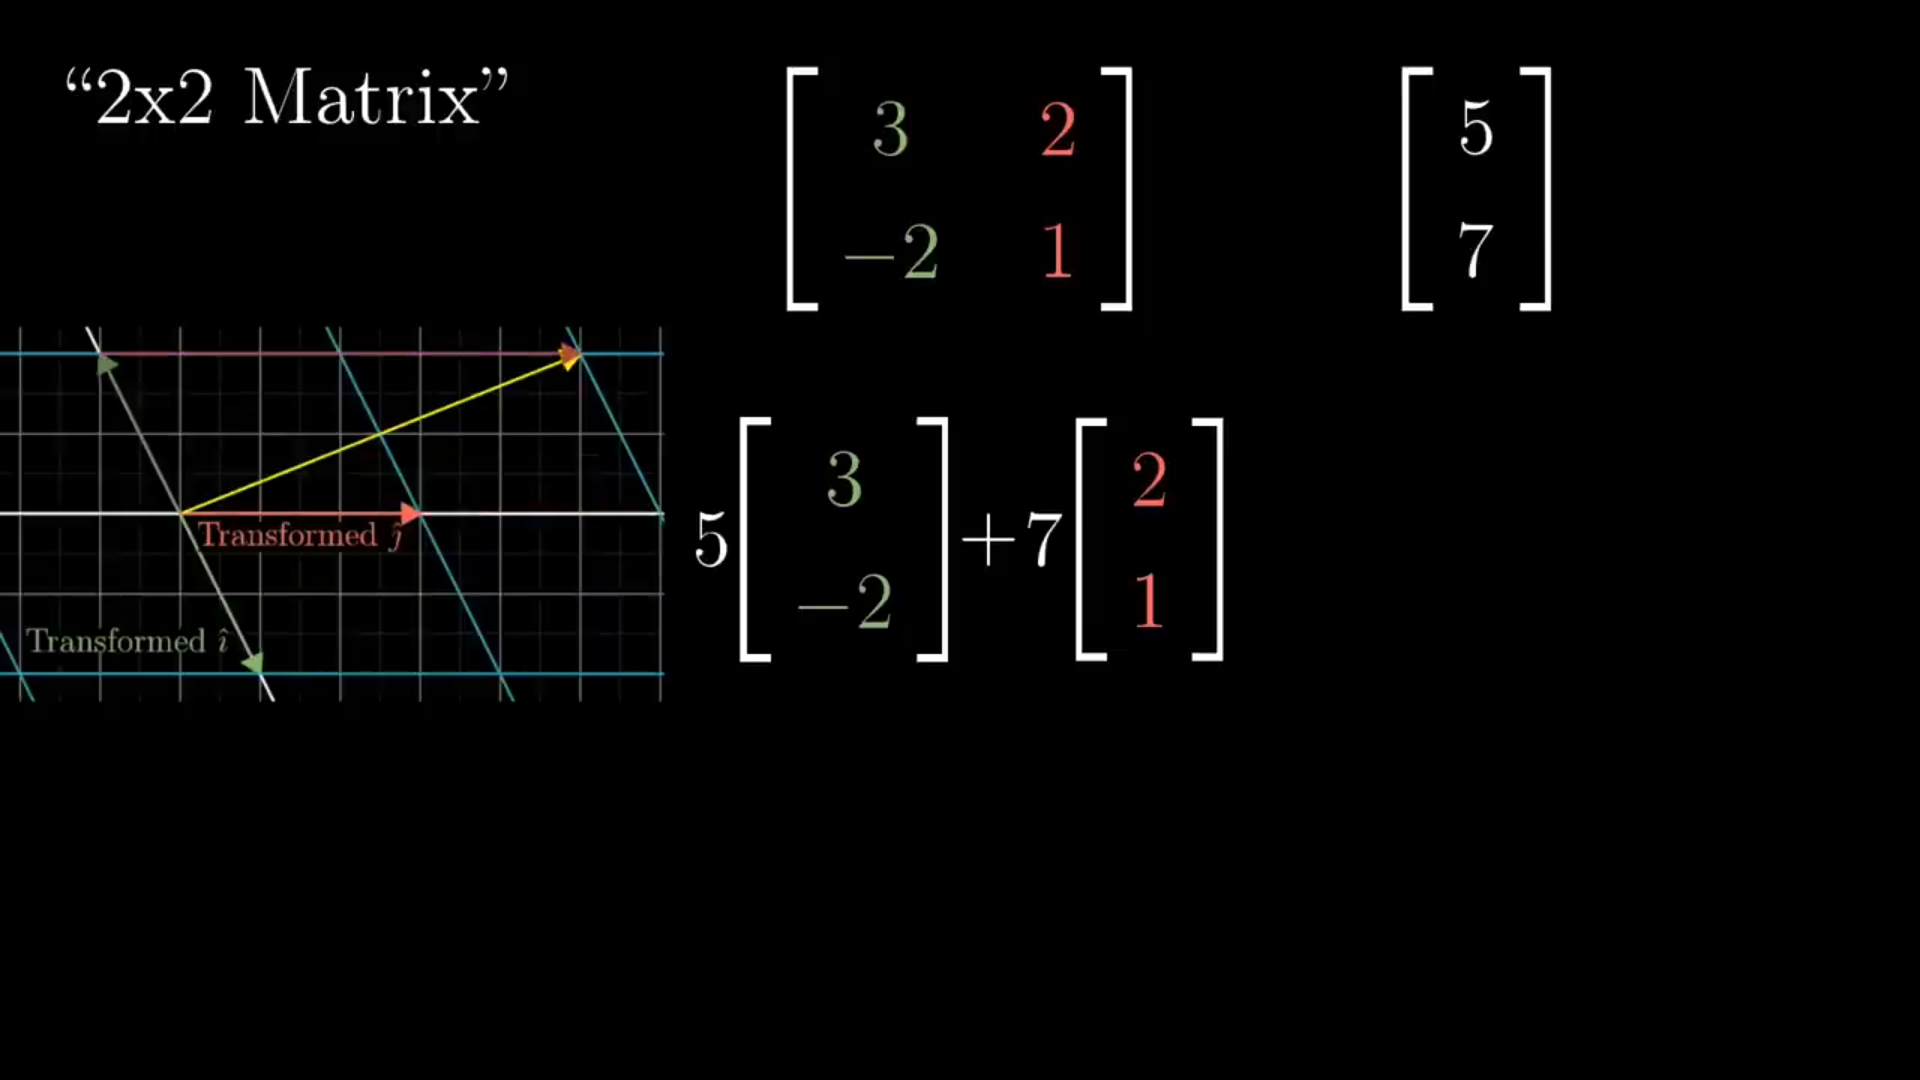 “2x2 Matrix”
3 2
−2 1
5
7
5 [3 −2] + 7 [2 1]
Transformed ĵ
Transformed î